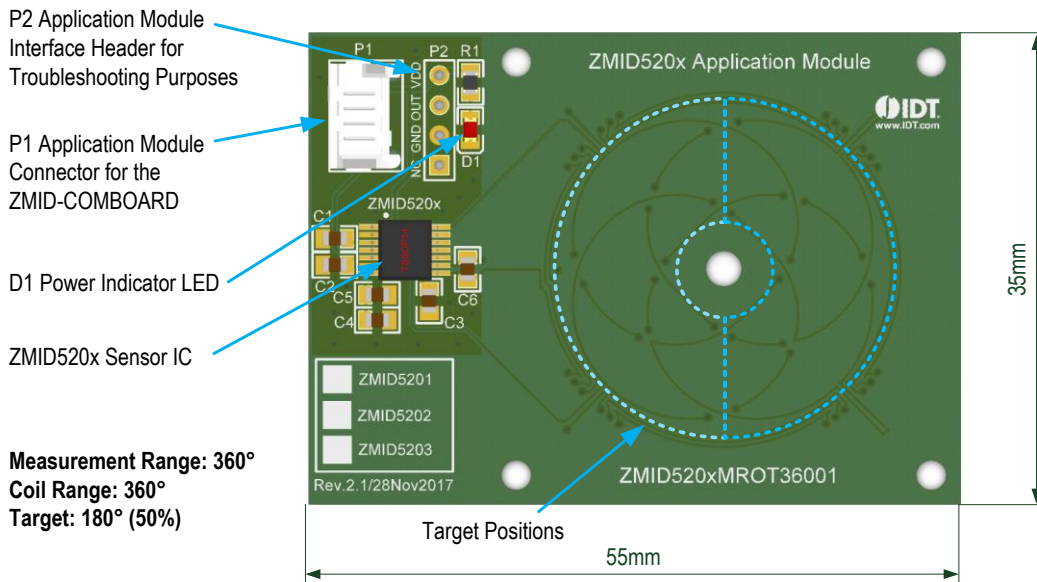 P2 Application Module
Interface Header for
Troubleshooting Purposes
P1 Application Module
Connector for the
ZMID-COMBOARD
D1 Power Indicator LED
ZMID520x Sensor IC
Measurement Range: 360°
Coil Range: 360°
Target: 180° (50%)
P1
P2
R1
VDD
OUT
GND
NC
D1
ZMID520x
TSSOP14
C1
C2
C5
C4
C3
C6
ZMID5201
ZMID5202
ZMID5203
Rev.2.1/28Nov2017
ZMID520x Application Module
IDT.
www.IDT.com
ZMID520xMROT36001
Target Positions
35mm
55mm